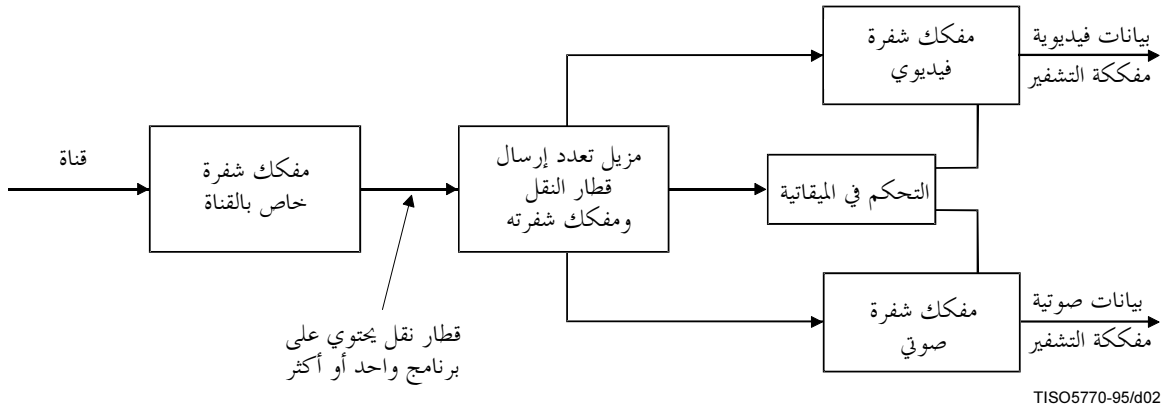 قناة
مفكك شفرة
خاص بالقناة
قطار نقل يحتوي على
برنامج واحد أو أكثر
مزيل تعدد إرسال
قطار النقل
ومفكك شفرته
التحكم في الميقاتية
مفكك شفرة
فيديوي
بيانات فيديوية
مفككة التشفير
مفكك شفرة
صوتي
بيانات صوتية
مفككة التشفير
TISO5770-95/d02